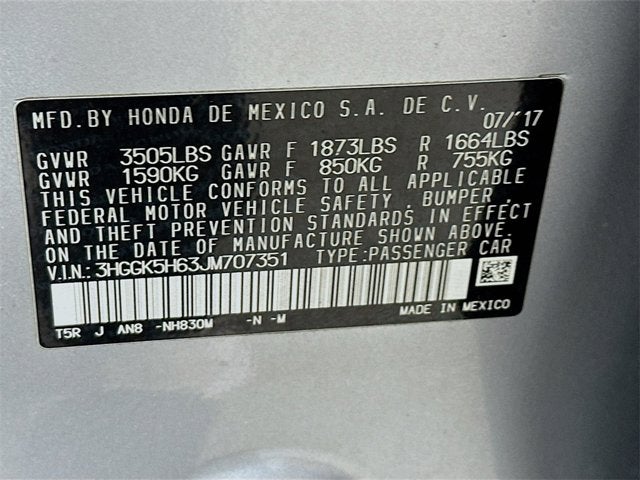 MFD.BY HONDA DE MEXICO S.A. DE C.V. 07/'17
GVWR 3505LBS GAWR F 1873LBS R 1664LBS
GVWR 1590KG GAWR F 850KG R 755KG
THIS VEHICLE CONFORMS TO ALL APPLICABLE
FEDERAL MOTOR VEHICLE SAFETY, BUMPER,
AND THEFT PREVENTION STANDARDS IN EFFECT
ON THE DATE OF MANUFACTURE SHOWN ABOVE.
V.I.N.: 3HGGK5H63JM707351 TYPE:PASSENGER CAR
T5R J AN8 -NH830M -N -M MADE IN MEXICO